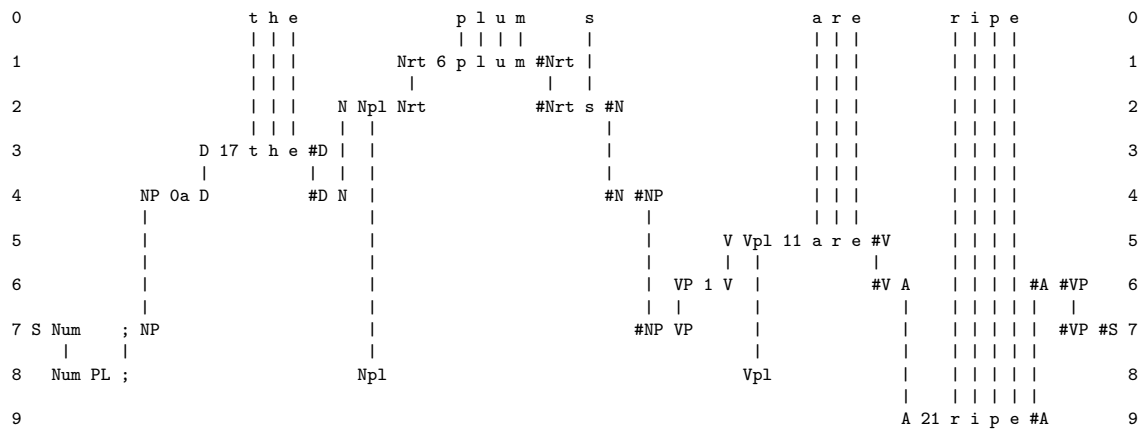 0 t h e p l u m s a r e r i p e 0
| | | | | | | | | | | | | | |
1 | | | Nrt 6 p l u m #Nrt | | | | | | | | 1
| | | | | | | | | | | | | |
2 | | | N Npl Nrt #Nrt s #N | | | | | | | 2
| | | | | | | | | | | | |
3 D 17 t h e #D | | | | | | | | | | 3
| | | | | | | | | | | |
4 NP 0a D #D N | #N #NP | | | | | | | 4
| | | | | | | | | |
5 | | | V Vpl 11 a r e #V | | | | 5
| | | | | | | | | |
6 | | | VP 1 V | #V A | | | | #A #VP 6
| | | | | | | | | | | |
7 S Num ; NP | #NP VP | | | | | | | #VP #S 7
| | | | | | | | | |
8 Num PL ; Npl Vpl | | | | | | 8
| | | | | |
9 A 21 r i p e #A 9